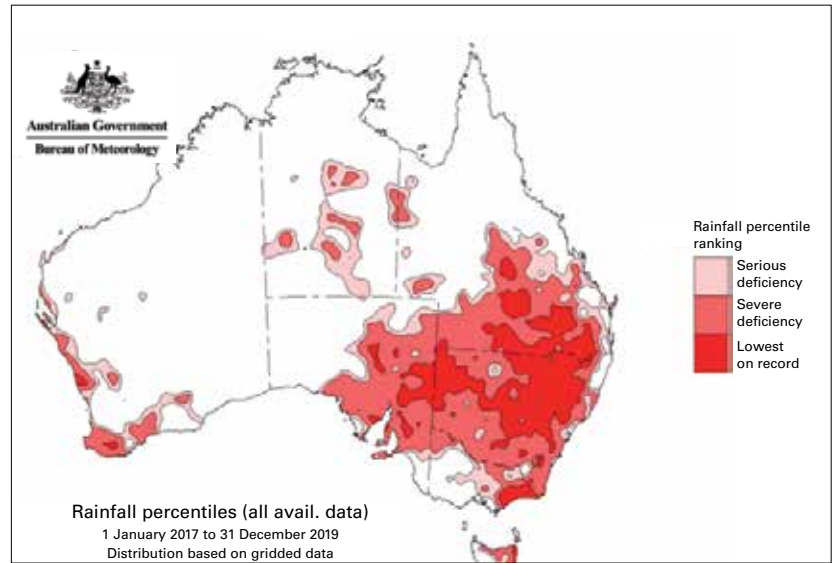 Australian Government
Bureau of Meteorology
Rainfall percentile
ranking
Serious
deficiency
Severe
deficiency
Lowest
on record
Rainfall percentiles (all avail. data)
1 January 2017 to 31 December 2019
Distribution based on gridded data